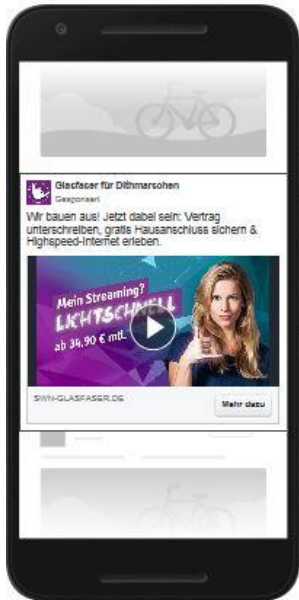 Glasfaser für Dithmarschen
Gesponsert
Wir bauen aus! Jetzt dabei sein: Vertrag
unterschreiben, gratis Hausanschluss sichern &
Highspeed-Internet erleben.
Mein Streaming?
LICHTSCHNELL
ab 34,90 € mtl.
SWN-GLASFASER.DE
Mehr dazu